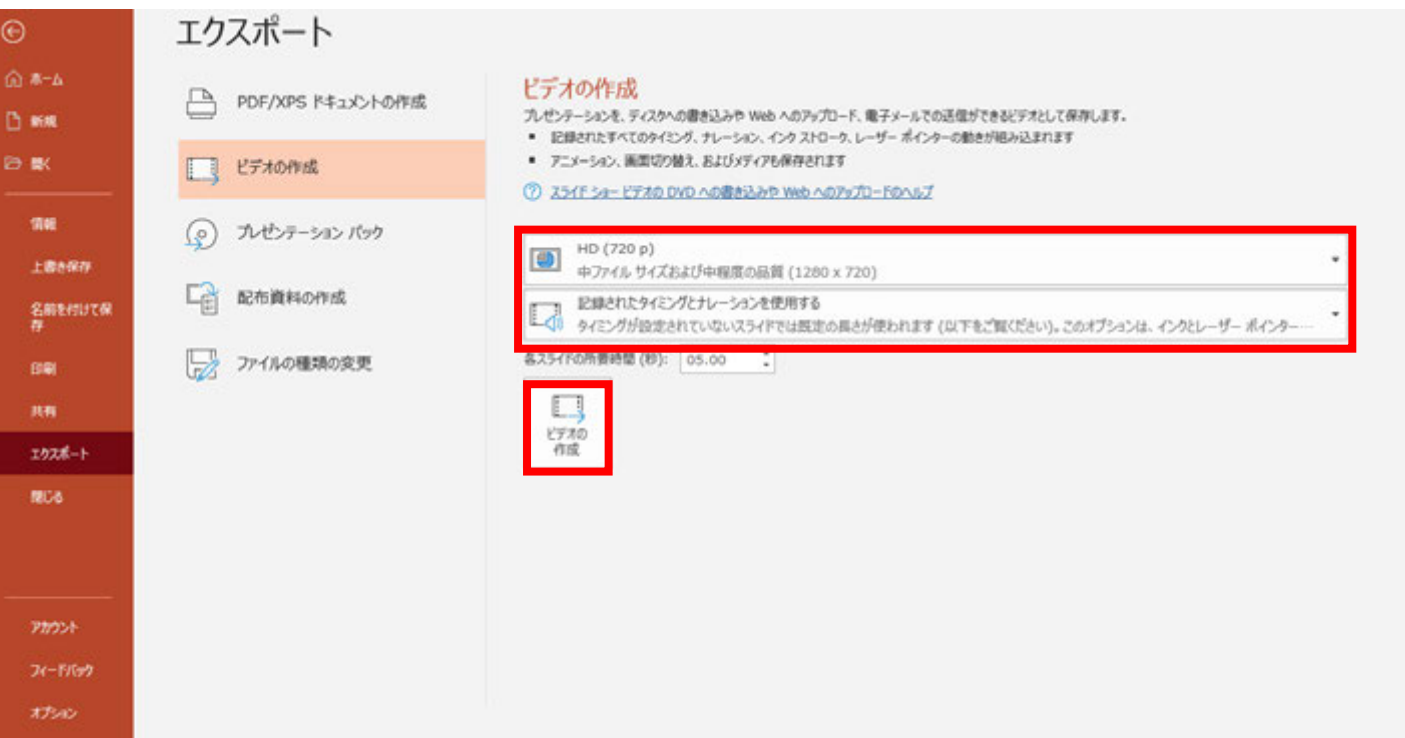 エクスポート
ホーム
新規
開く
情報
上書き保存
名前を付けて保
存
印刷
共有
エクスポート
閉じる
アカウント
フィードバック
オプション
PDF/XPS ドキュメントの作成
ビデオの作成
プレゼンテーション パック
配布資料の作成
ファイルの種類の変更
ビデオの作成
プレゼンテーションを、ディスクへの書き込みや Web へのアップロード、電子メールでの送信ができるビデオとして保存します。
▪ 記録されたすべてのタイミング、ナレーション、インク ストローク、レーザー ポインターの動きが組み込まれます
▪ アニメーション、画面切り替え、およびメディアも保存されます
スライド ショー ビデオの DVD への書き込みや Web へのアップロードのヘルプ
HD (720 p)
中ファイル サイズおよび中程度の品質 (1280 x 720)
記録されたタイミングとナレーションを使用する
タイミングが設定されていないスライドでは既定の長さが使われます (以下をご覧ください)。このオプションは、インクとレーザー ポインター…
各スライドの所要時間 (秒): 05.00
ビデオの
作成